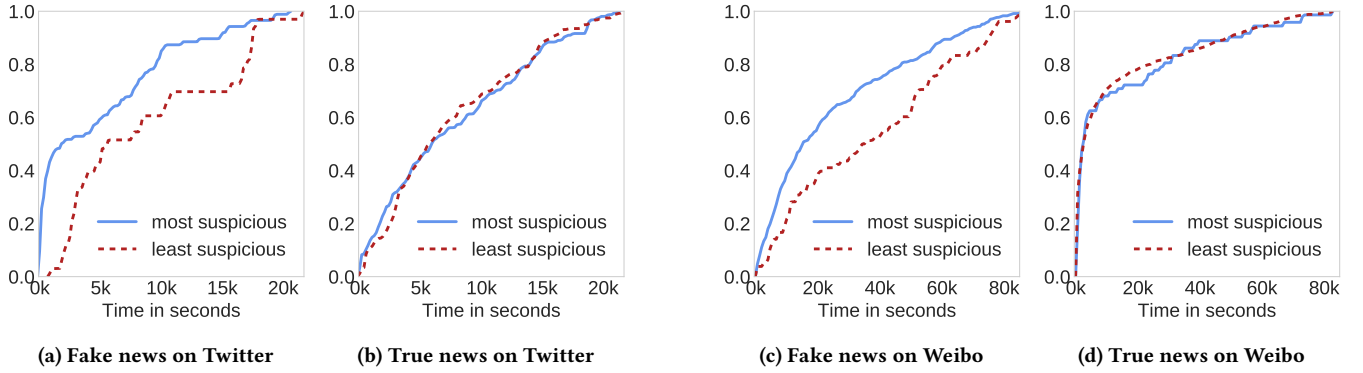 1.0
0.8
0.6
0.4
0.2
0.0
most suspicious
least suspicious
0k 5k 10k 15k 20k
Time in seconds
(a) Fake news on Twitter
1.0
0.8
0.6
0.4
0.2
0.0
most suspicious
least suspicious
0k 5k 10k 15k 20k
Time in seconds
(b) True news on Twitter
1.0
0.8
0.6
0.4
0.2
0.0
most suspicious
least suspicious
0k 20k 40k 60k 80k
Time in seconds
(c) Fake news on Weibo
1.0
0.8
0.6
0.4
0.2
0.0
most suspicious
least suspicious
0k 20k 40k 60k 80k
Time in seconds
(d) True news on Weibo